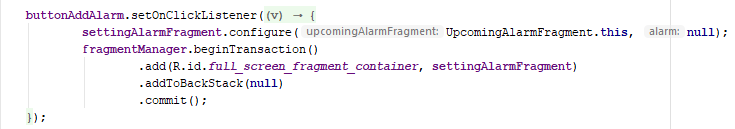 buttonAddAlarm.setOnClickListener((v) → {
settingAlarmFragment.configure( upcomingAlarmFragment: UpcomingAlarmFragment.this, alarm: null);
fragmentManager.beginTransaction()
.add(R.id.full_screen_fragment_container, settingAlarmFragment)
.addToBackStack(null)
.commit();
});